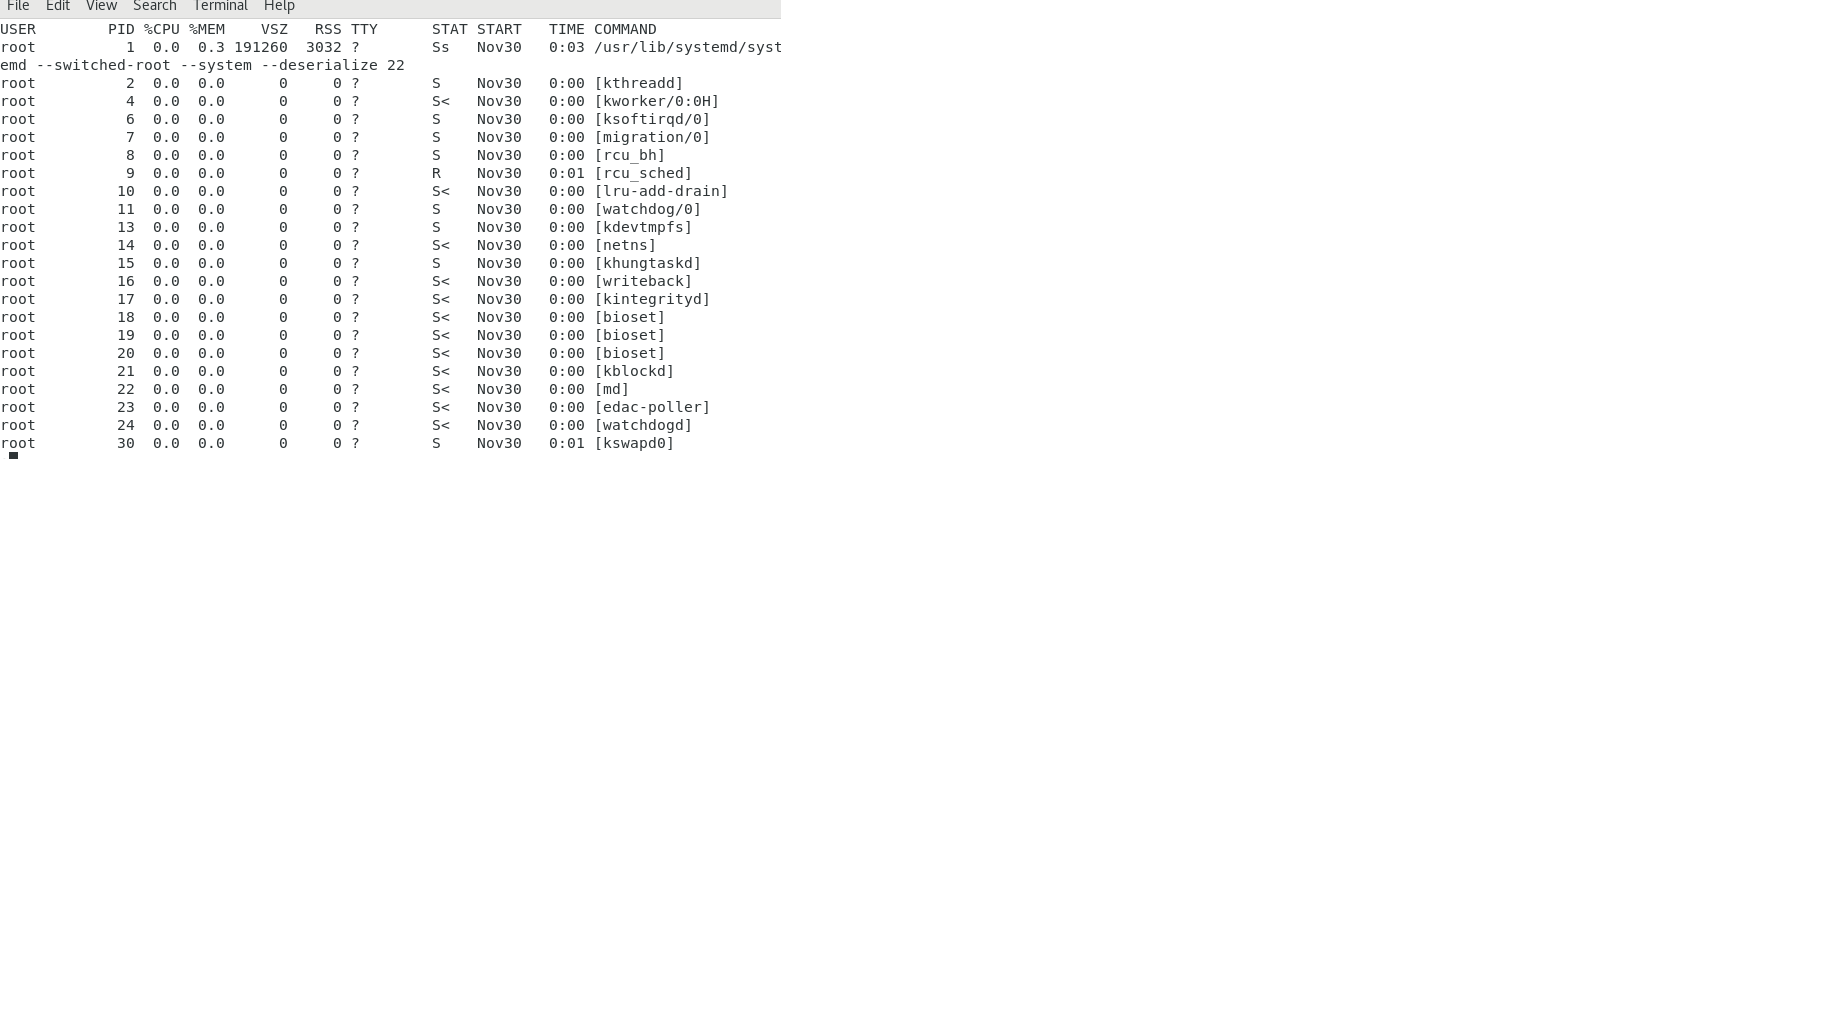 File Edit View Search Terminal Help
USER        PID %CPU %MEM    VSZ   RSS TTY      STAT START   TIME COMMAND
root          1  0.0  0.3 191260  3032 ?        Ss   Nov30   0:03 /usr/lib/systemd/syst
emd --switched-root --system --deserialize 22
root          2  0.0  0.0      0     0 ?        S    Nov30   0:00 [kthreadd]
root          4  0.0  0.0      0     0 ?        S<   Nov30   0:00 [kworker/0:0H]
root          6  0.0  0.0      0     0 ?        S    Nov30   0:00 [ksoftirqd/0]
root          7  0.0  0.0      0     0 ?        S    Nov30   0:00 [migration/0]
root          8  0.0  0.0      0     0 ?        S    Nov30   0:00 [rcu_bh]
root          9  0.0  0.0      0     0 ?        R    Nov30   0:01 [rcu_sched]
root         10  0.0  0.0      0     0 ?        S<   Nov30   0:00 [lru-add-drain]
root         11  0.0  0.0      0     0 ?        S    Nov30   0:00 [watchdog/0]
root         13  0.0  0.0      0     0 ?        S    Nov30   0:00 [kdevtmpfs]
root         14  0.0  0.0      0     0 ?        S<   Nov30   0:00 [netns]
root         15  0.0  0.0      0     0 ?        S    Nov30   0:00 [khungtaskd]
root         16  0.0  0.0      0     0 ?        S<   Nov30   0:00 [writeback]
root         17  0.0  0.0      0     0 ?        S<   Nov30   0:00 [kintegrityd]
root         18  0.0  0.0      0     0 ?        S<   Nov30   0:00 [bioset]
root         19  0.0  0.0      0     0 ?        S<   Nov30   0:00 [bioset]
root         20  0.0  0.0      0     0 ?        S<   Nov30   0:00 [bioset]
root         21  0.0  0.0      0     0 ?        S<   Nov30   0:00 [kblockd]
root         22  0.0  0.0      0     0 ?        S<   Nov30   0:00 [md]
root         23  0.0  0.0      0     0 ?        S<   Nov30   0:00 [edac-poller]
root         24  0.0  0.0      0     0 ?        S<   Nov30   0:00 [watchdogd]
root         30  0.0  0.0      0     0 ?        S    Nov30   0:01 [kswapd0]